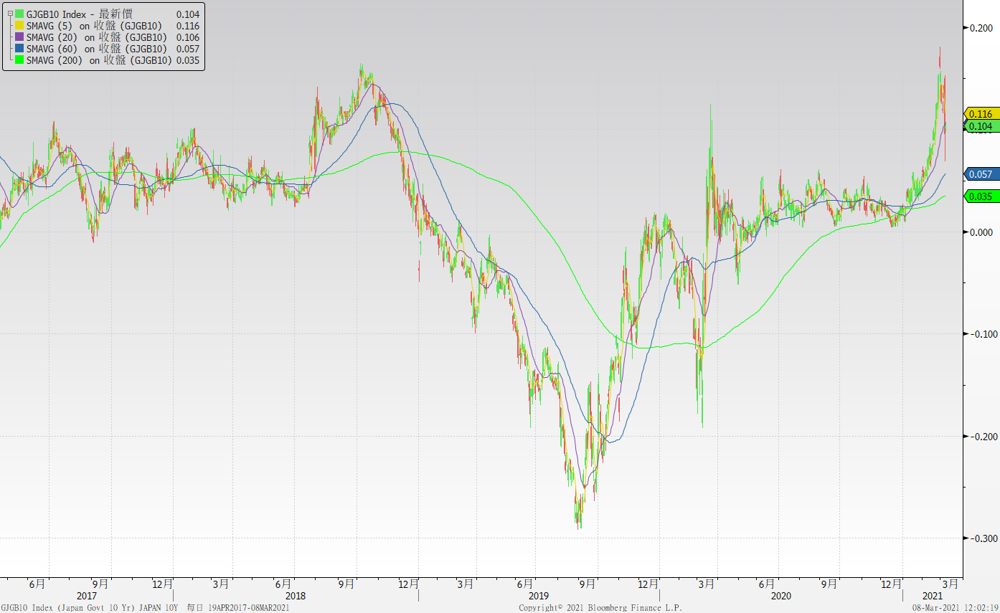 GJGB10 Index - 最新價 0.104
SMAVG (5) on 收盤 (GJGB10) 0.116
SMAVG (20) on 收盤 (GJGB10) 0.106
SMAVG (60) on 收盤 (GJGB10) 0.057
SMAVG (200) on 收盤 (GJGB10) 0.035
0.200
0.116
0.104
0.057
0.035
0.000
-0.100
-0.200
-0.300
6月 9月 12月 3月 6月 9月 12月 3月 6月 9月 12月 3月 6月 9月 12月 3月
2017 2018 2019 2020 2021
GJGB10 Index (Japan Govt 10 Yr) JAPAN 10Y 每日 19APR2017-08MAR2021 Copyright© 2021 Bloomberg Finance L.P. 08-Mar-2021 12:02:19